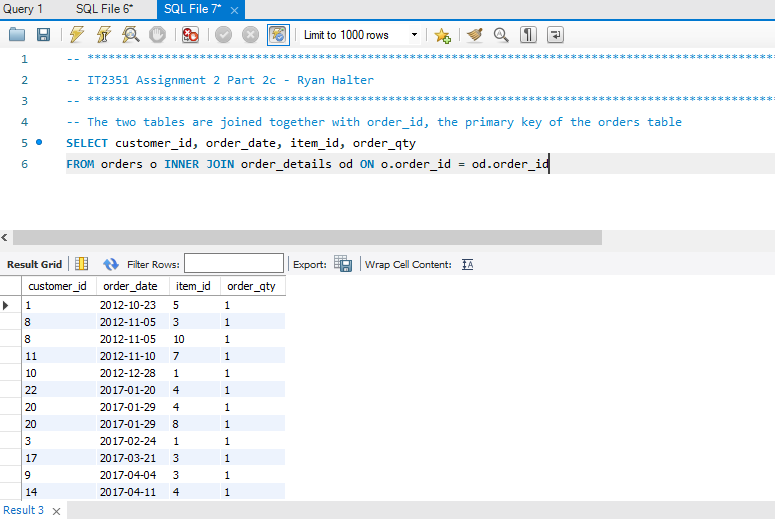 Query 1 SQL File 6* SQL File 7*
Limit to 1000 rows
1 -- ****************************************************************************************************
2 -- IT2351 Assignment 2 Part 2c - Ryan Halter
3 -- ****************************************************************************************************
4 -- The two tables are joined together with order_id, the primary key of the orders table
5 SELECT customer_id, order_date, item_id, order_qty
6 FROM orders o INNER JOIN order_details od ON o.order_id = od.order_id
Result Grid Filter Rows: Export: Wrap Cell Content:
customer_id order_date item_id order_qty
1 2012-10-23 5 1
8 2012-11-05 3 1
8 2012-11-05 10 1
11 2012-11-10 7 1
10 2012-12-28 1 1
22 2017-01-20 4 1
20 2017-01-29 4 1
20 2017-01-29 8 1
3 2017-02-24 1 1
17 2017-03-21 3 1
9 2017-04-04 3 1
14 2017-04-11 4 1
Result 3